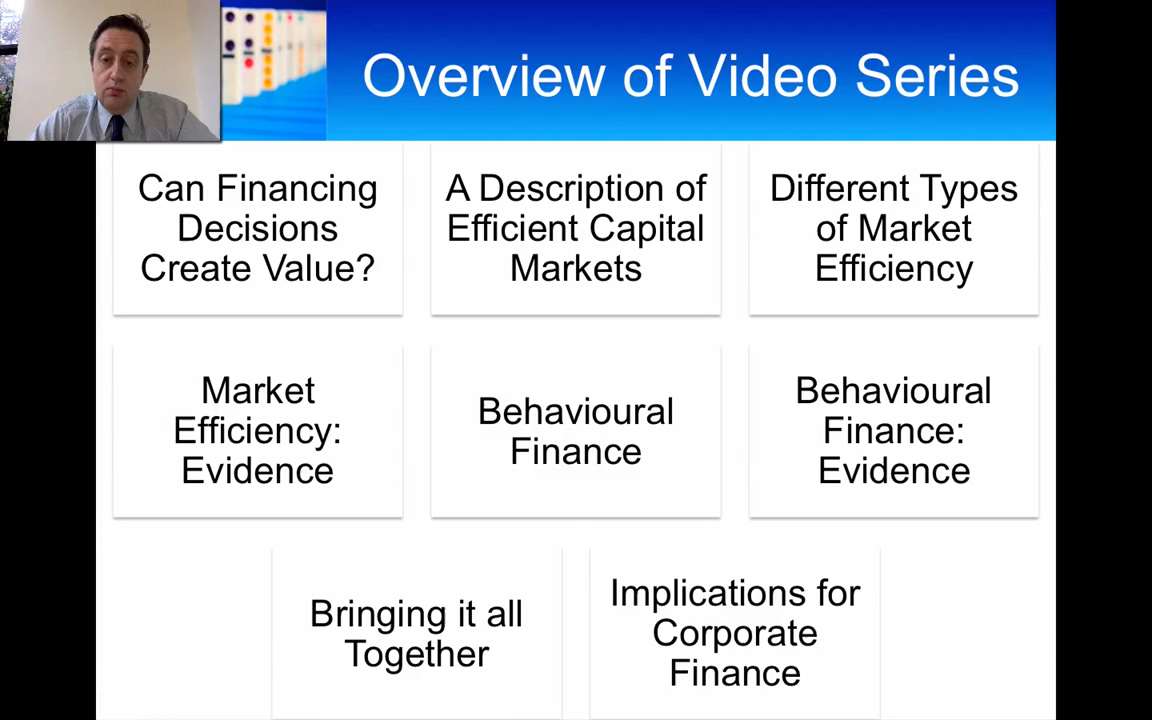 Overview of Video Series
Can Financing
Decisions
Create Value?
A Description of
Efficient Capital
Markets
Different Types
of Market
Efficiency
Market
Efficiency:
Evidence
Behavioural
Finance
Behavioural
Finance:
Evidence
Bringing it all
Together
Implications for
Corporate
Finance